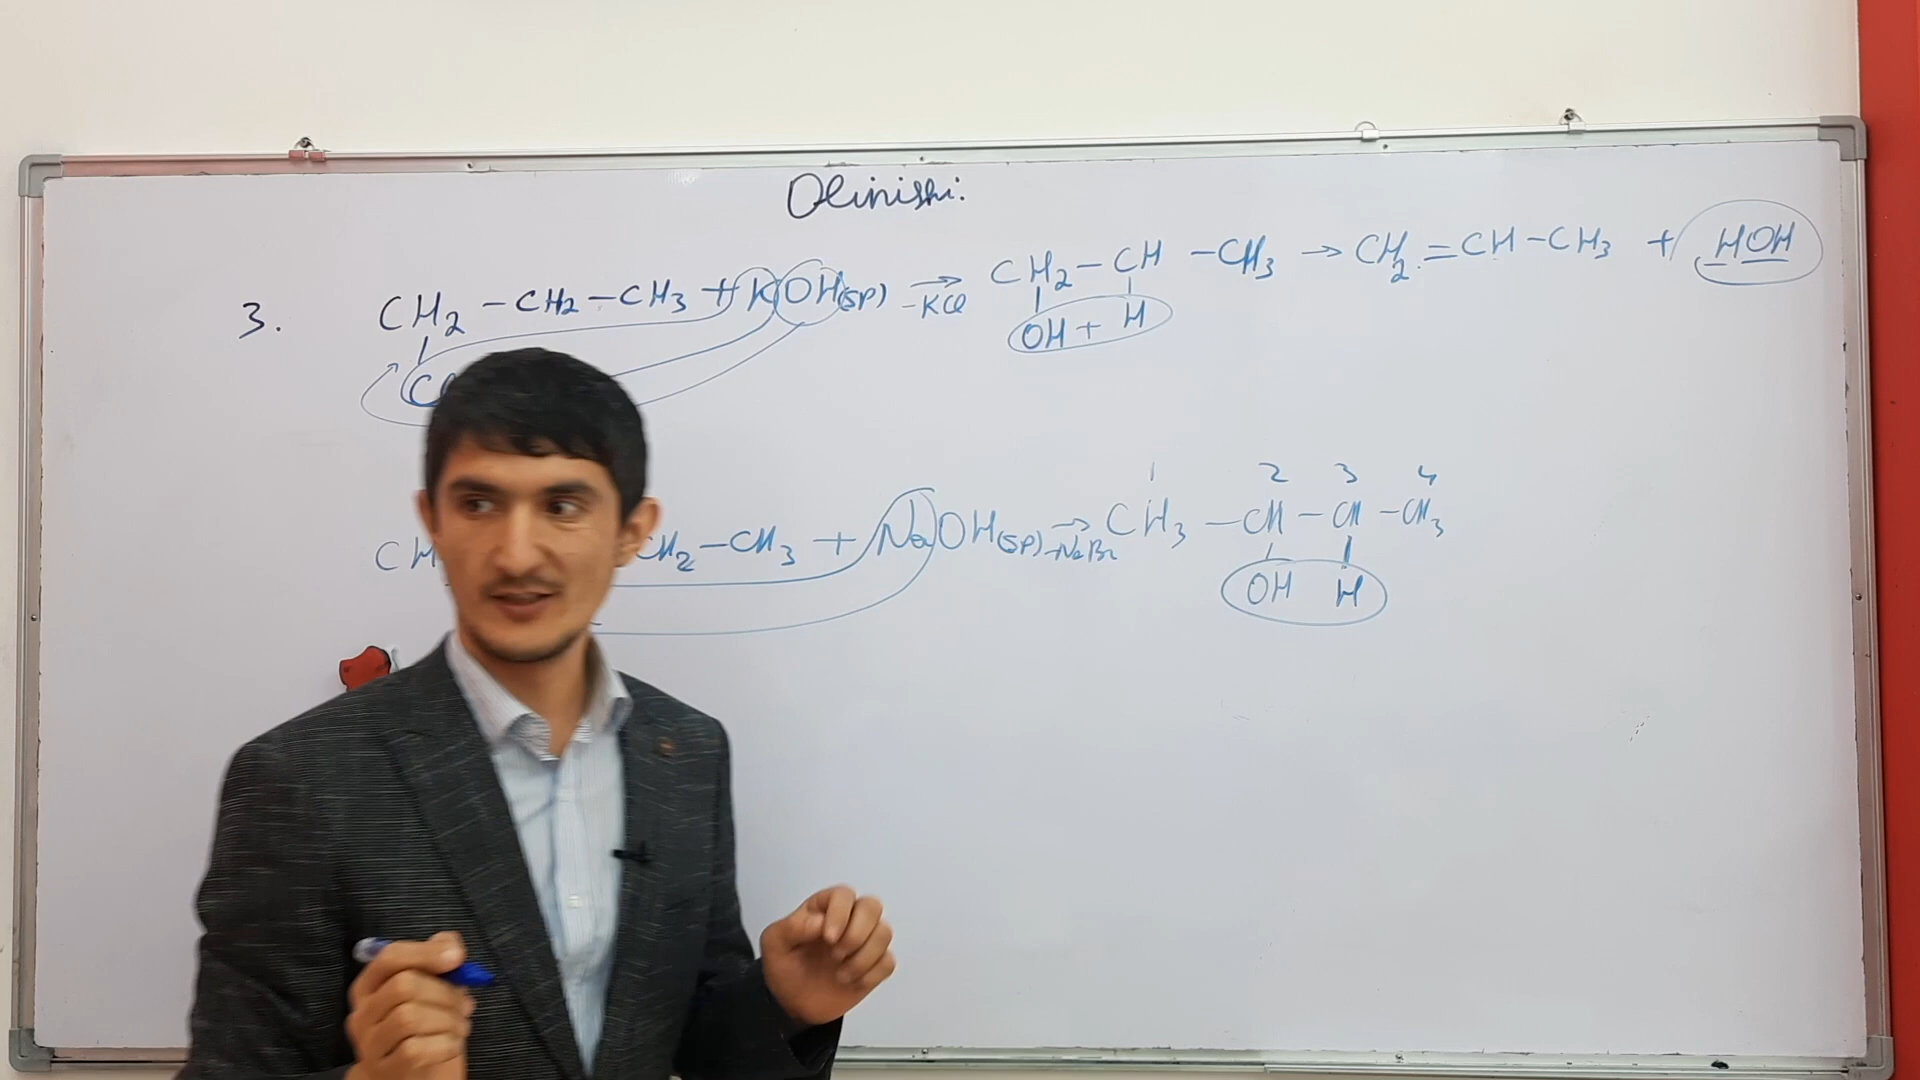 Olinishi:
3. CH2 – CH2 – CH3 + KOH(sp) → CH2 – CH – CH3 → CH2 = CH – CH3 + HOH
-KCl
OH + H
1 2 3 4
CH2 – CH3 + NaOH(sp) → CH3 – CH – CH – CH3
-NaBr
OH H